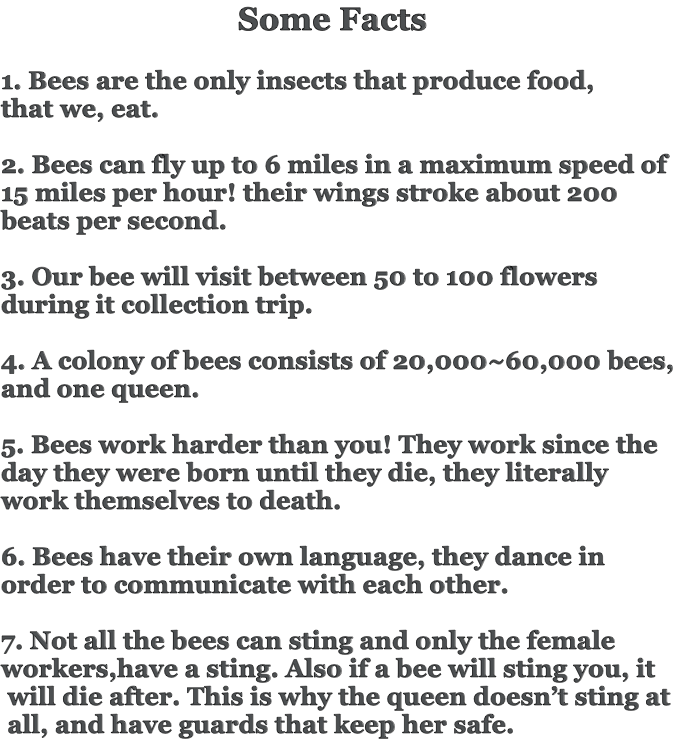 Some Facts
1. Bees are the only insects that produce food,
that we, eat.
2. Bees can fly up to 6 miles in a maximum speed of
15 miles per hour! their wings stroke about 200
beats per second.
3. Our bee will visit between 50 to 100 flowers
during it collection trip.
4. A colony of bees consists of 20,000~60,000 bees,
and one queen.
5. Bees work harder than you! They work since the
day they were born until they die, they literally
work themselves to death.
6. Bees have their own language, they dance in
order to communicate with each other.
7. Not all the bees can sting and only the female
workers,have a sting. Also if a bee will sting you, it
will die after. This is why the queen doesn't sting at
all, and have guards that keep her safe.